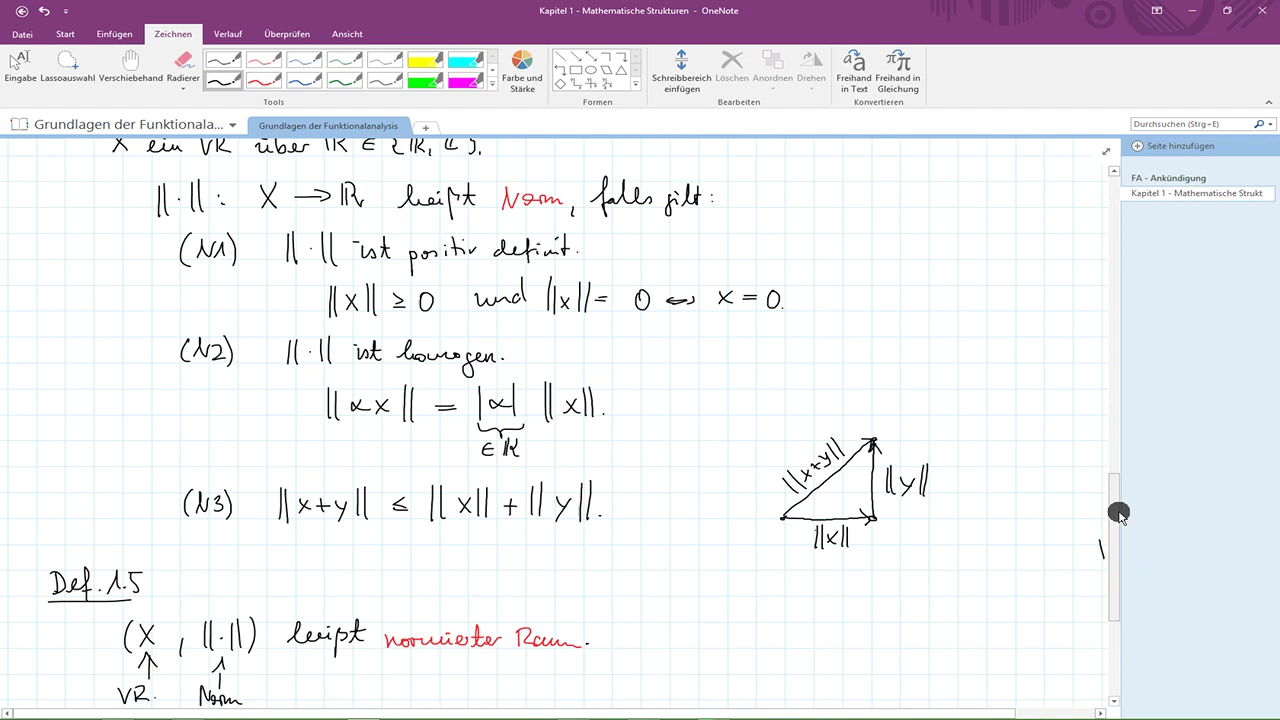 Kapitel 1 - Mathematische Strukturen - OneNote
Datei Start Einfügen Zeichnen Verlauf Überprüfen Ansicht
Eingabe Lassoauswahl Verschiebehand Radierer
Farbe und Stärke
Schreibbereich einfügen
Löschen Anordnen Drehen
Freihand in Text
Freihand in Gleichung
Tools Formen Bearbeiten Konvertieren
Grundlagen der Funktionala...
Grundlagen der Funktionalanalysis
Durchsuchen (Strg+E)
Seite hinzufügen
FA - Ankündigung
Kapitel 1 - Mathematische Strukt
X ein VR über K ∈ {R, C}.
||·|| : X → R heißt Norm, falls gilt:
(N1) ||·|| ist positiv definit.
||x|| ≥ 0 und ||x|| = 0 ⇔ x = 0.
(N2) ||·|| ist homogen.
||αx|| = |α| ||x||.
∈ K
(N3) ||x+y|| ≤ ||x|| + ||y||.
||x+y||
||y||
||x||
Def. 1.5
(X , ||·||) heißt normierter Raum.
VR. Norm